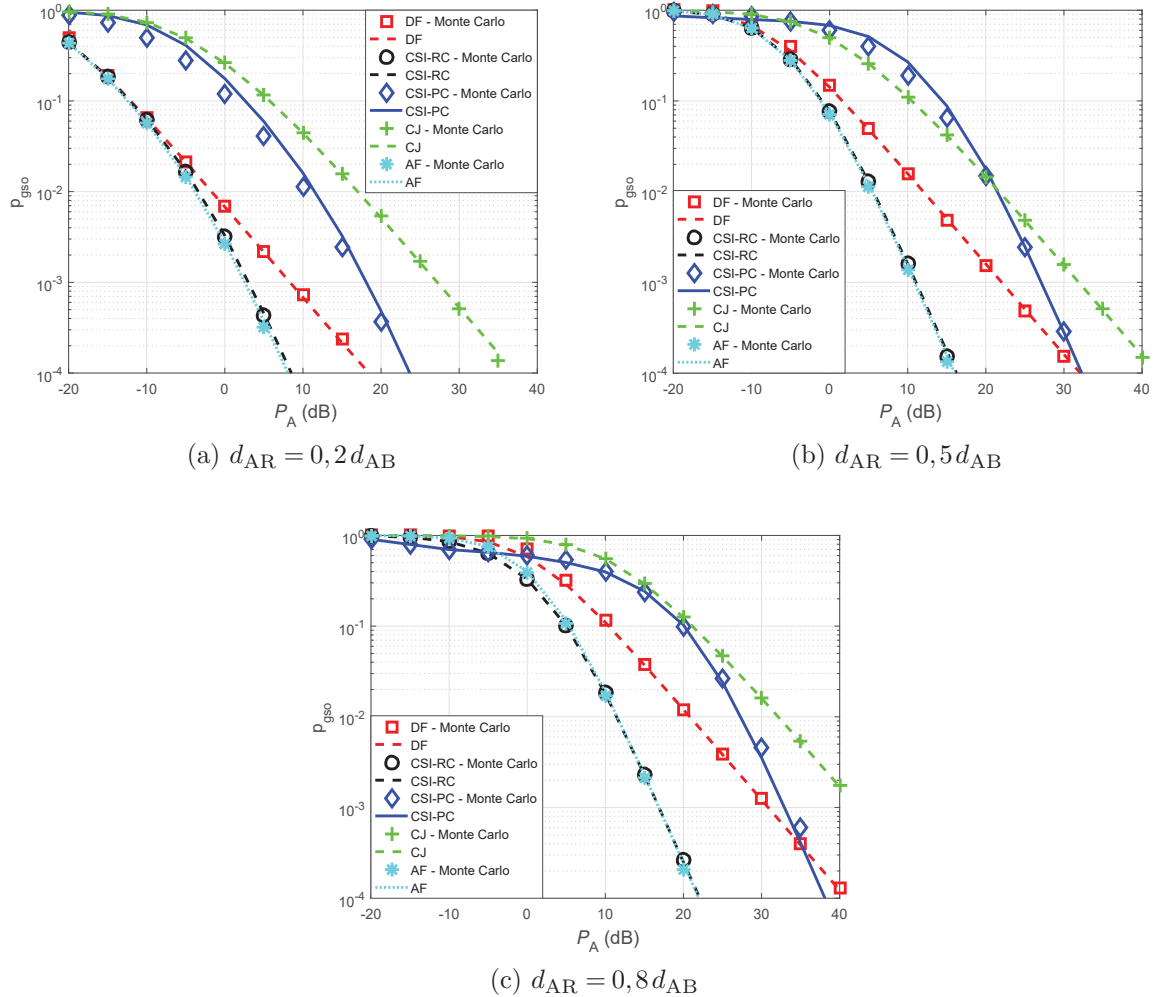 10^0
10^-1
10^-2
10^-3
10^-4
p_gso
-20 -10 0 10 20 30 40
P_A (dB)
DF - Monte Carlo
DF
CSI-RC - Monte Carlo
CSI-RC
CSI-PC - Monte Carlo
CSI-PC
CJ - Monte Carlo
CJ
AF - Monte Carlo
AF
(a) d_AR = 0,2 d_AB
10^0
10^-1
10^-2
10^-3
10^-4
p_gso
-20 -10 0 10 20 30 40
P_A (dB)
DF - Monte Carlo
DF
CSI-RC - Monte Carlo
CSI-RC
CSI-PC - Monte Carlo
CSI-PC
CJ - Monte Carlo
CJ
AF - Monte Carlo
AF
(b) d_AR = 0,5 d_AB
10^0
10^-1
10^-2
10^-3
10^-4
p_gso
-20 -10 0 10 20 30 40
P_A (dB)
DF - Monte Carlo
DF
CSI-RC - Monte Carlo
CSI-RC
CSI-PC - Monte Carlo
CSI-PC
CJ - Monte Carlo
CJ
AF - Monte Carlo
AF
(c) d_AR = 0,8 d_AB